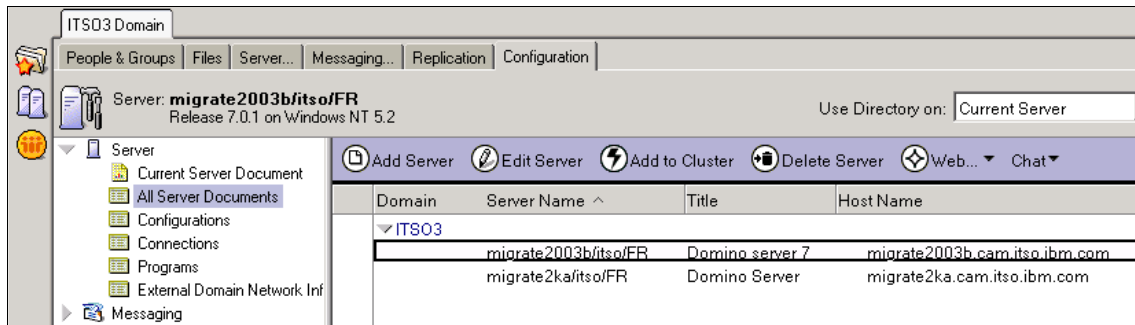 ITSO3 Domain
People & Groups Files Server... Messaging... Replication Configuration
Server: migrate2003b/itso/FR
Release 7.0.1 on Windows NT 5.2
Use Directory on: Current Server
Server
Current Server Document
All Server Documents
Configurations
Connections
Programs
External Domain Network Inf
Messaging
Add Server Edit Server Add to Cluster Delete Server Web... Chat
Domain Server Name Title Host Name
ITSO3
migrate2003b/itso/FR Domino server 7 migrate2003b.cam.itso.ibm.com
migrate2ka/itso/FR Domino Server migrate2ka.cam.itso.ibm.com